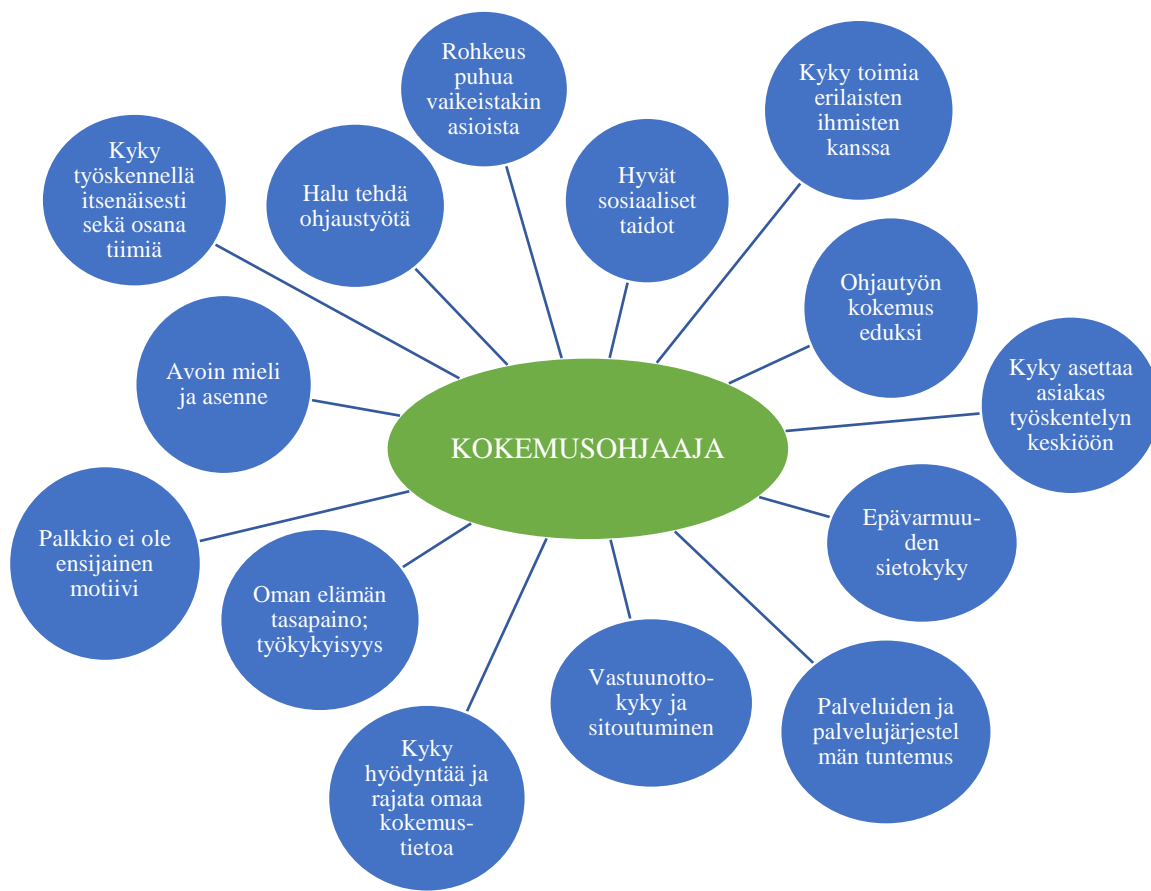 Rohkeus
puhua
vaikeistakin
asioista
Kyky toimia
erilaisten
ihmisten
kanssa
Kyky
työskennellä
itsenäisesti
sekä osana
tiimiä
Halu tehdä
ohjaustyötä
Hyvät
sosiaaliset
taidot
Ohjautyön
kokemus
eduksi
Avoin mieli
ja asenne
Kyky asettaa
asiakas
työskentelyn
keskiöön
KOKEMUSOHJAAJA
Palkkio ei ole
ensijainen
motiivi
Epävarmuu-
den
sietokyky
Oman elämän
tasapaino;
työkykyisyys
Vastuunotto-
kyky ja
sitoutuminen
Palveluiden ja
palvelujärjestel
män tuntemus
Kyky
hyödyntää ja
rajata omaa
kokemus-
tietoa